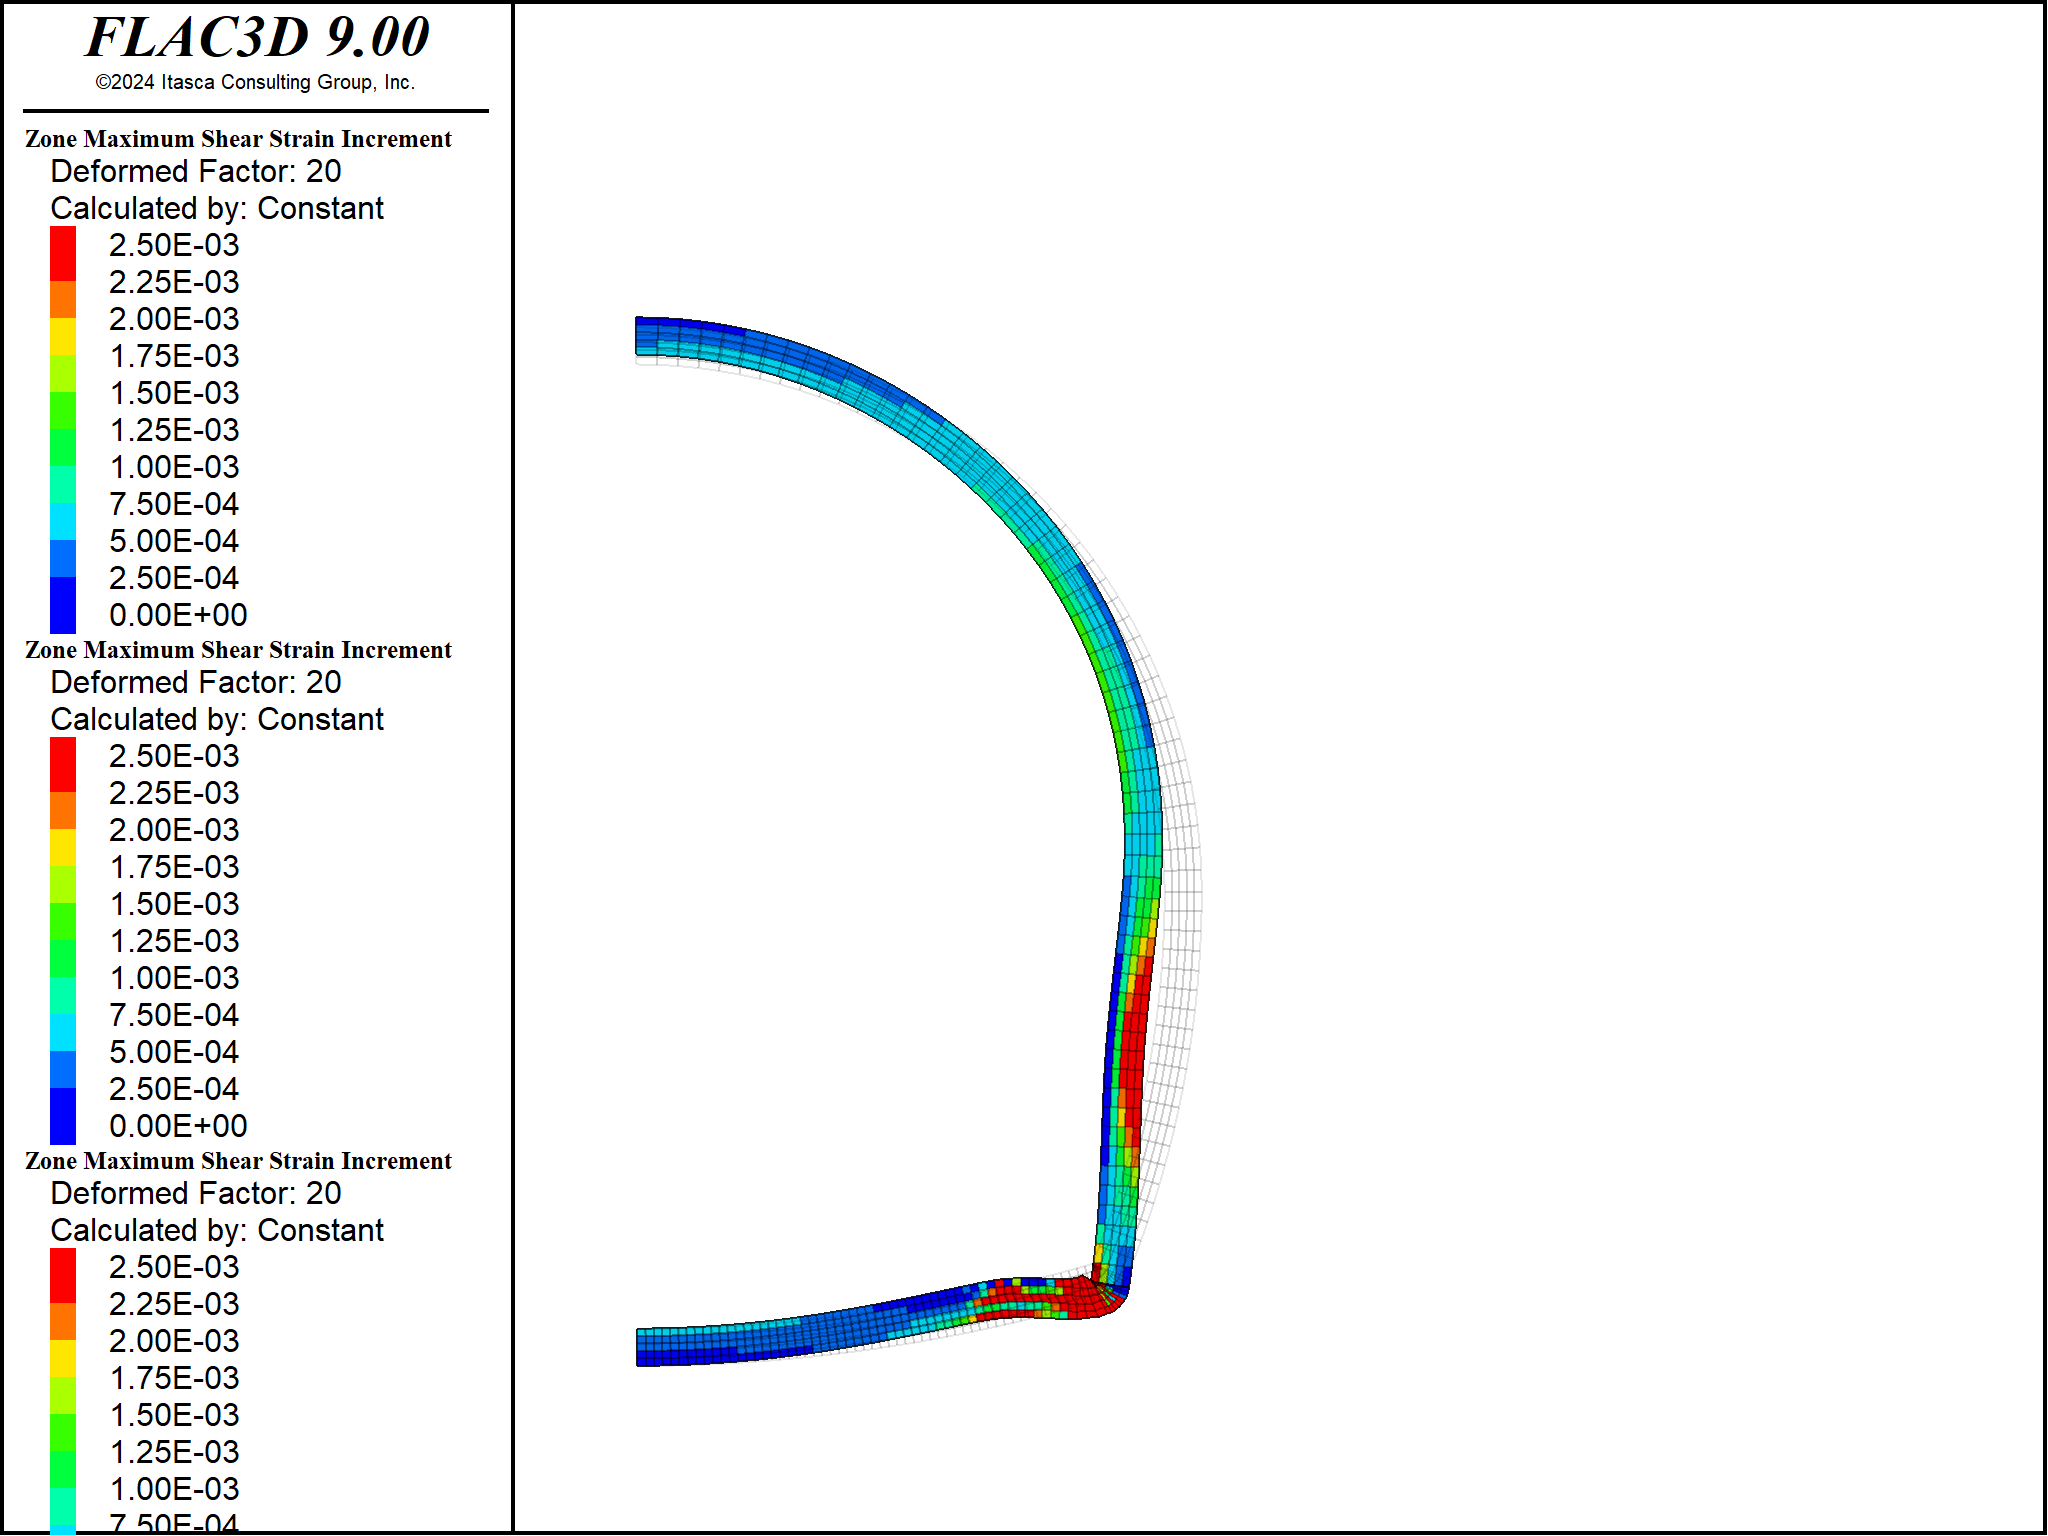 FLAC3D 9.00
©2024 Itasca Consulting Group, Inc.
Zone Maximum Shear Strain Increment
Deformed Factor: 20
Calculated by: Constant
2.50E-03
2.25E-03
2.00E-03
1.75E-03
1.50E-03
1.25E-03
1.00E-03
7.50E-04
5.00E-04
2.50E-04
0.00E+00
Zone Maximum Shear Strain Increment
Deformed Factor: 20
Calculated by: Constant
2.50E-03
2.25E-03
2.00E-03
1.75E-03
1.50E-03
1.25E-03
1.00E-03
7.50E-04
5.00E-04
2.50E-04
0.00E+00
Zone Maximum Shear Strain Increment
Deformed Factor: 20
Calculated by: Constant
2.50E-03
2.25E-03
2.00E-03
1.75E-03
1.50E-03
1.25E-03
1.00E-03
7.50E-04